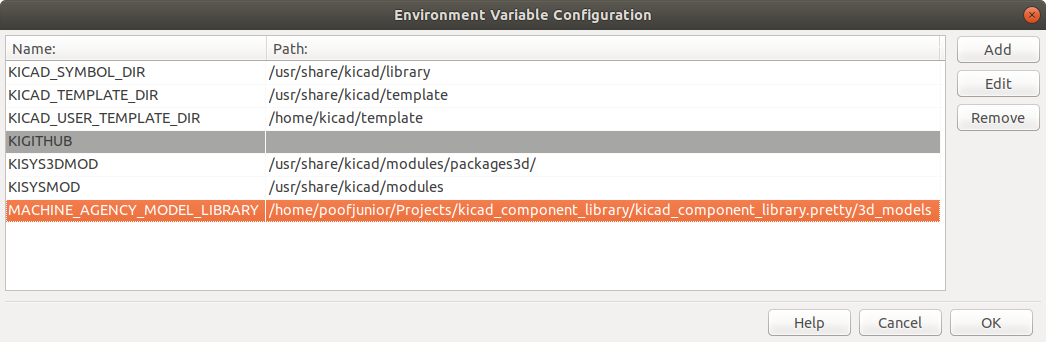 Environment Variable Configuration
Name: Path:
KICAD_SYMBOL_DIR /usr/share/kicad/library
KICAD_TEMPLATE_DIR /usr/share/kicad/template
KICAD_USER_TEMPLATE_DIR /home/kicad/template
KIGITHUB
KISYS3DMOD /usr/share/kicad/modules/packages3d/
KISYSMOD /usr/share/kicad/modules
MACHINE_AGENCY_MODEL_LIBRARY /home/poofjunior/Projects/kicad_component_library/kicad_component_library.pretty/3d_models
Add
Edit
Remove
Help Cancel OK